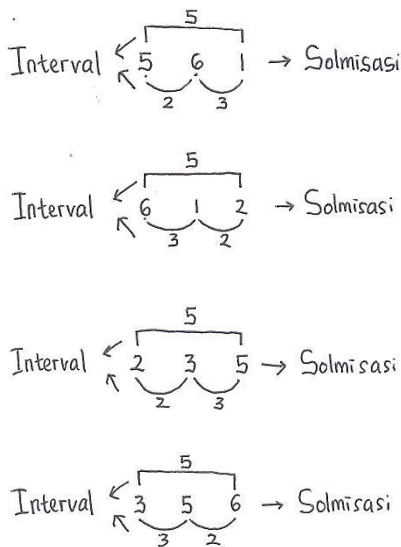 5
Interval 5 6 1 → Solmisasi
2 3
5
Interval 6 1 2 → Solmisasi
3 2
5
Interval 2 3 5 → Solmisasi
2 3
5
Interval 3 5 6 → Solmisasi
3 2